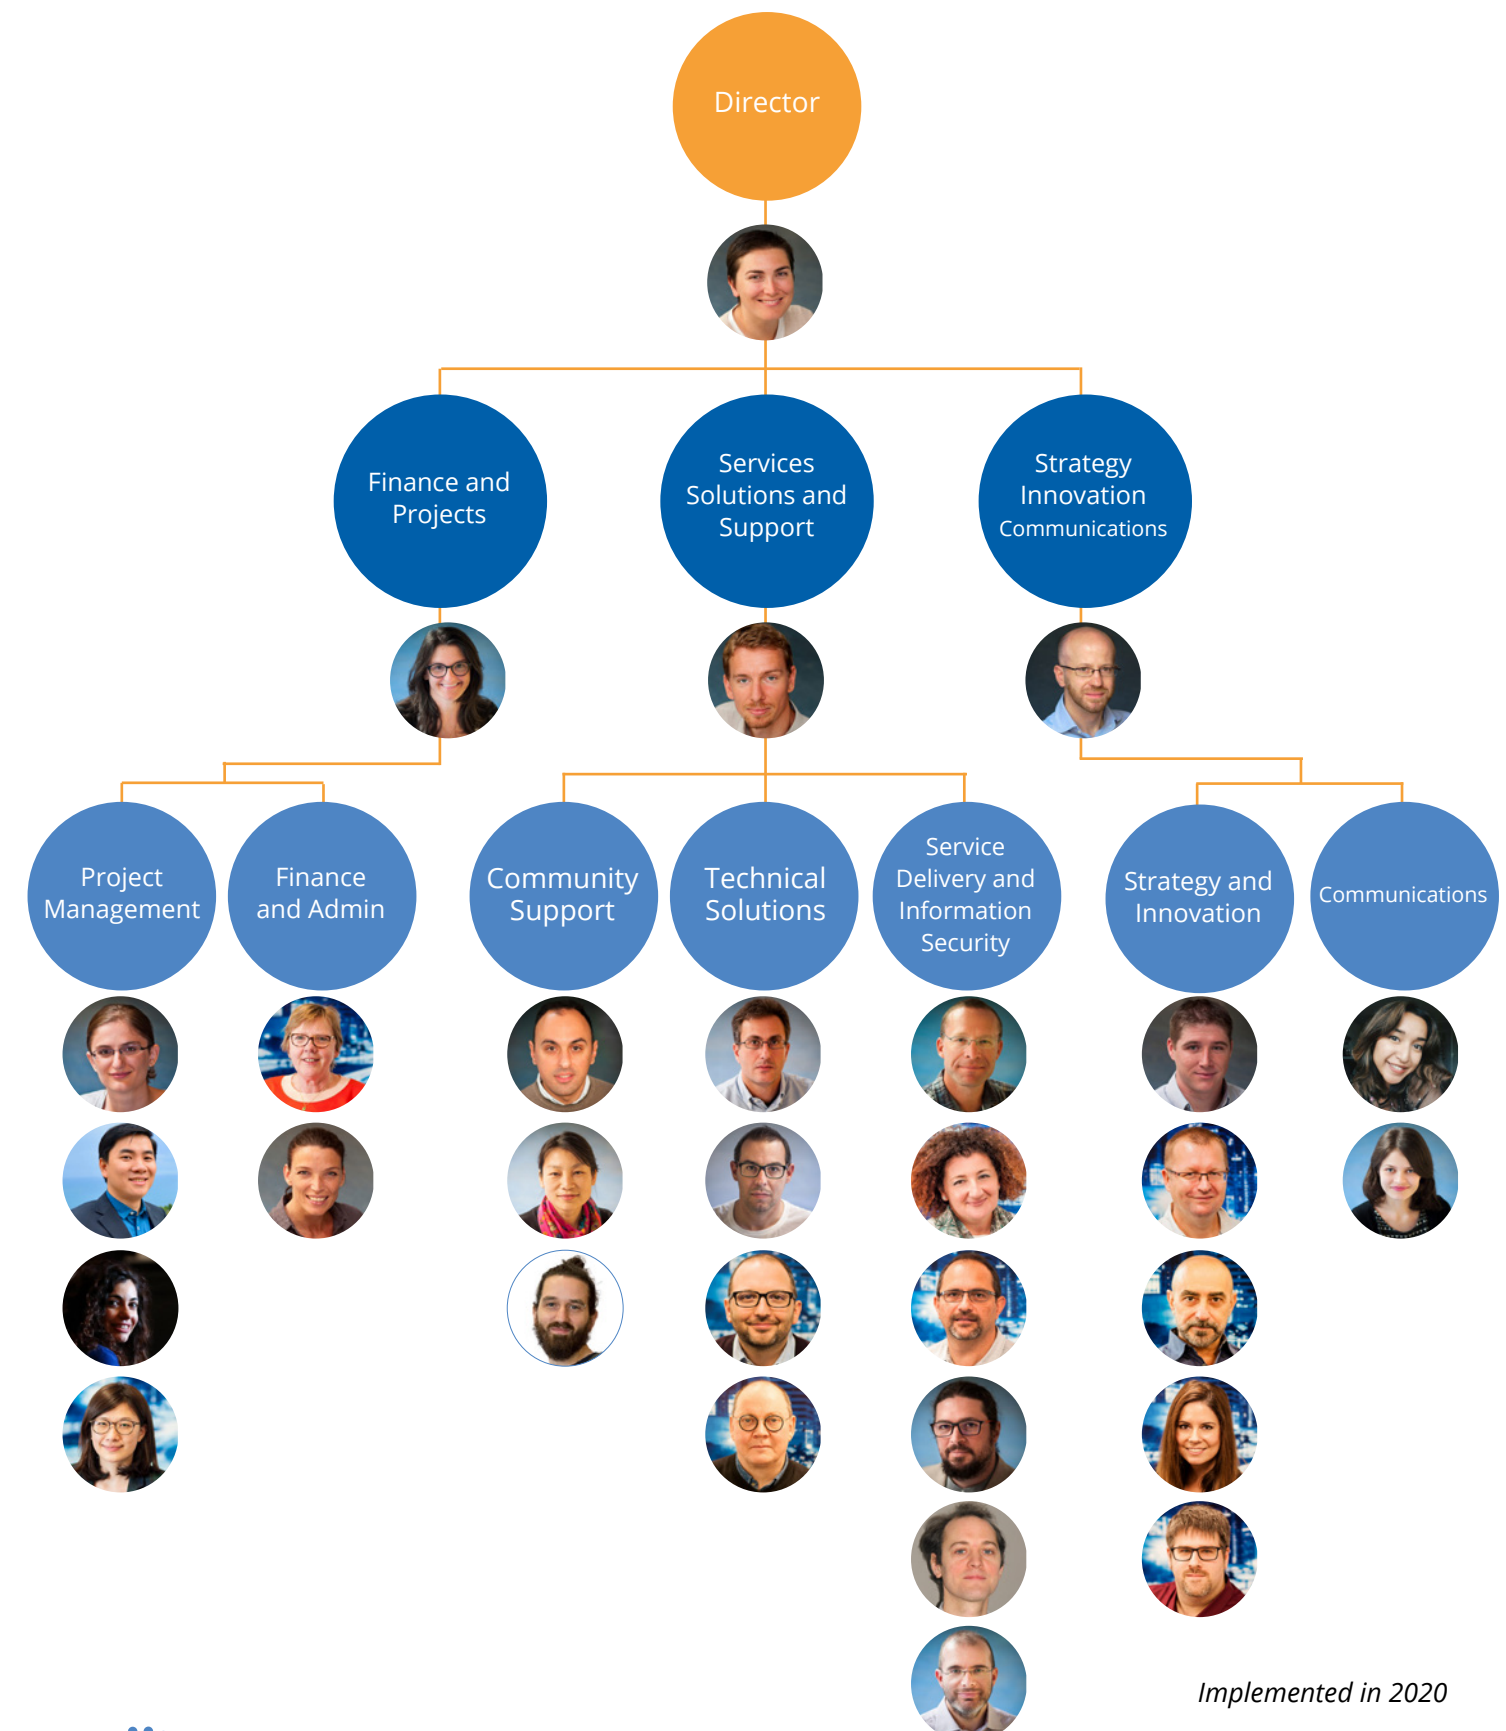 Director
Finance and
Projects
Services
Solutions and
Support
Strategy
Innovation
Communications
Project
Management
Finance
and Admin
Community
Support
Technical
Solutions
Service
Delivery and
Information
Security
Strategy and
Innovation
Communications
Implemented in 2020